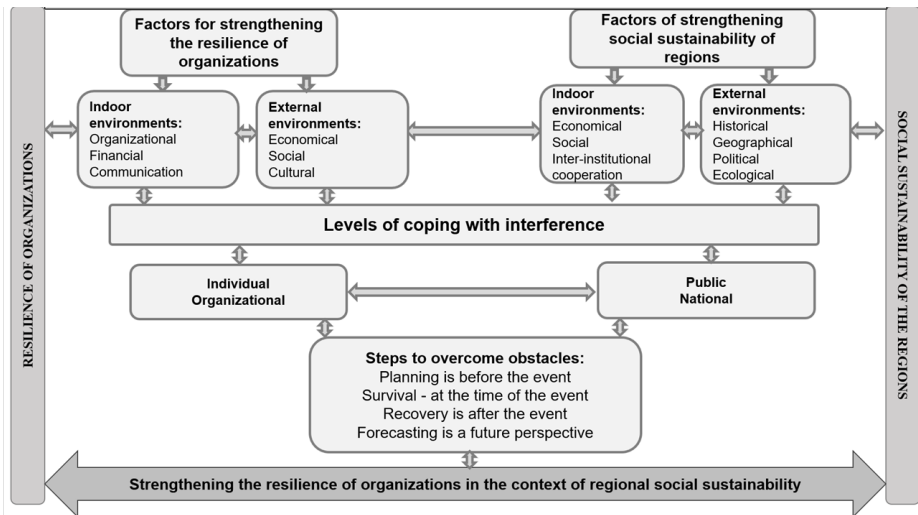 Factors for strengthening
the resilience of
organizations
Factors of strengthening
social sustainability of
regions
Indoor
environments:
Organizational
Financial
Communication
External
environments:
Economical
Social
Cultural
Indoor
environments:
Economical
Social
Inter-institutional
cooperation
External
environments:
Historical
Geographical
Political
Ecological
RESILIENCE OF ORGANIZATIONS
SOCIAL SUSTAINABILITY OF THE REGIONS
Levels of coping with interference
Individual
Organizational
Public
National
Steps to overcome obstacles:
Planning is before the event
Survival - at the time of the event
Recovery is after the event
Forecasting is a future perspective
Strengthening the resilience of organizations in the context of regional social sustainability